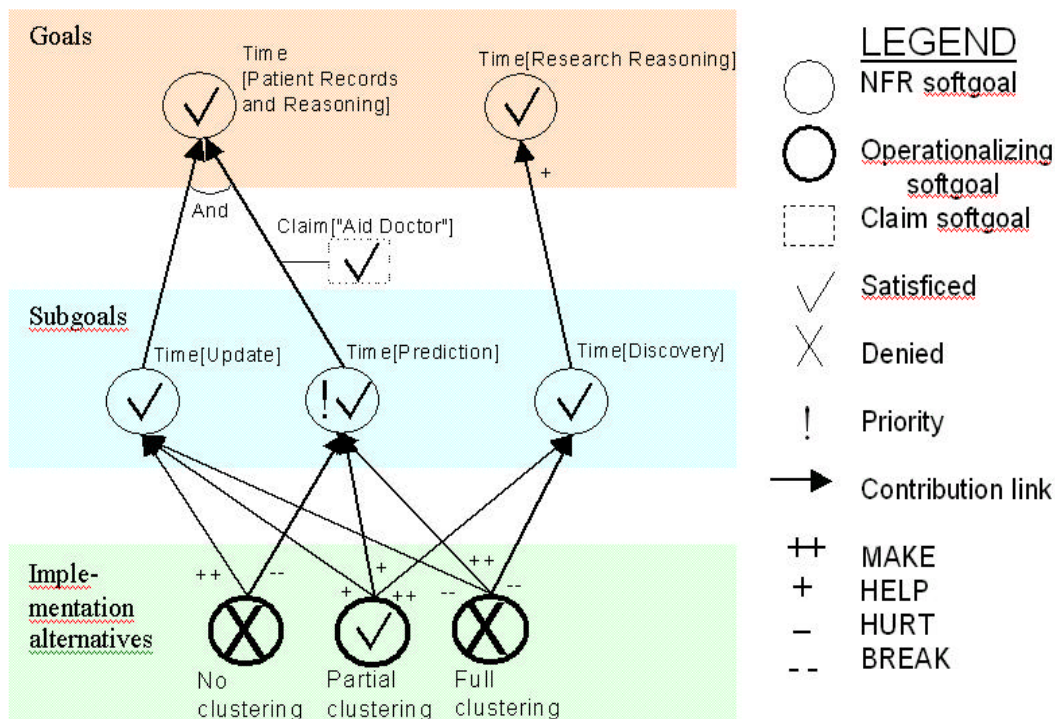 Goals
Time
[Patient Records
and Reasoning]
Time[Research Reasoning]
+
And
Claim["Aid Doctor"]
Subgoals
Time[Update]
Time[Prediction]
Time[Discovery]
!
Imple-
mentation
alternatives
++
--
+
+
++
--
++
--
No
clustering
Partial
clustering
Full
clustering
LEGEND
NFR softgoal
Operationalizing
softgoal
Claim softgoal
Satisficed
Denied
! Priority
Contribution link
++ MAKE
+ HELP
– HURT
-- BREAK